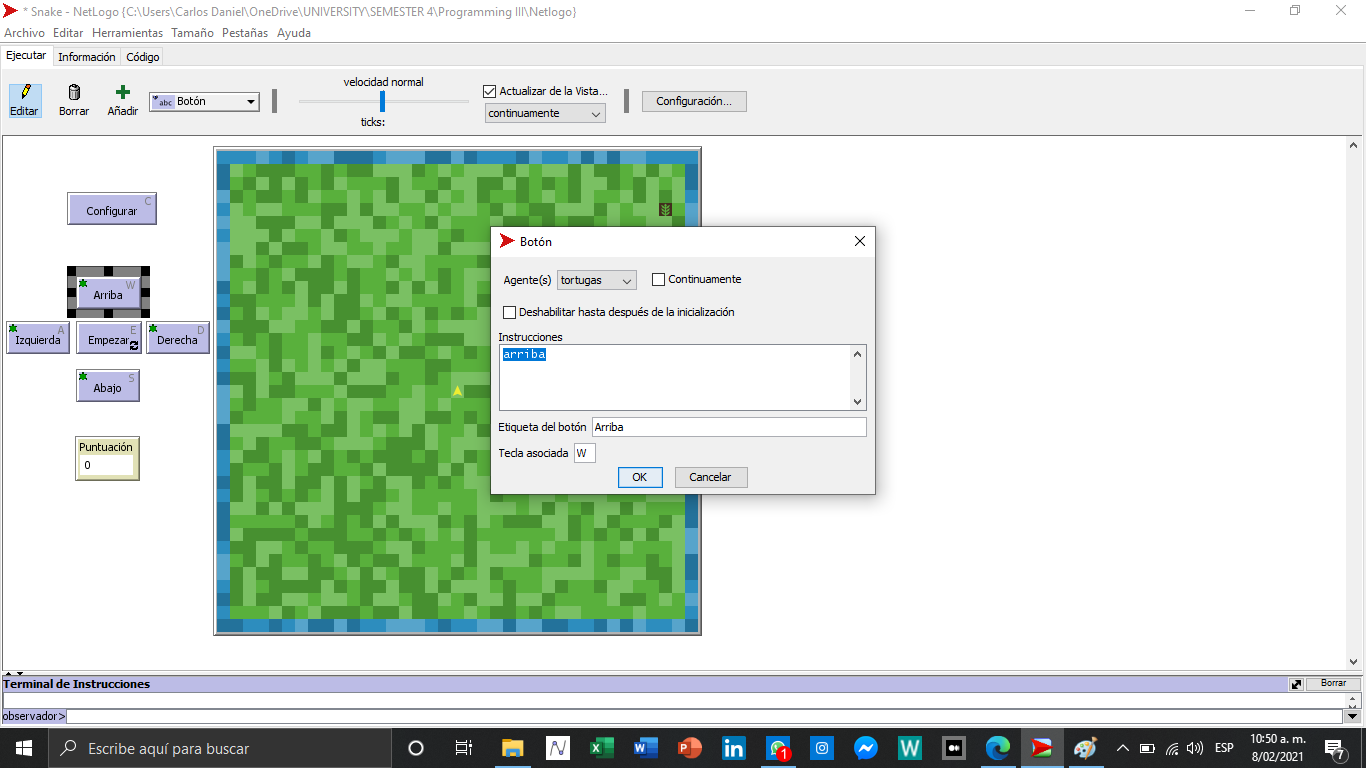 * Snake - NetLogo {C:\Users\Carlos Daniel\OneDrive\UNIVERSITY\SEMESTER 4\Programming III\Netlogo}
Archivo Editar Herramientas Tamaño Pestañas Ayuda
Ejecutar Información Código
Editar Borrar Añadir abc Botón
velocidad normal
ticks:
Actualizar de la Vista...
continuamente
Configuración...
Configurar C
Arriba W
Izquierda A
Empezar E
Derecha D
Abajo S
Puntuación
0
Botón
Agente(s) tortugas Continuamente
Deshabilitar hasta después de la inicialización
Instrucciones
arriba
Etiqueta del botón Arriba
Tecla asociada W
OK Cancelar
Terminal de Instrucciones Borrar
observador>
Escribe aquí para buscar
1
ESP
10:50 a. m.
8/02/2021
7